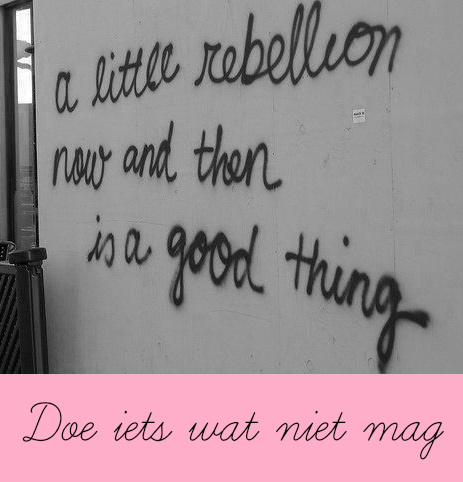 a little rebellion
now and then
is a good thing
Doe iets wat niet mag